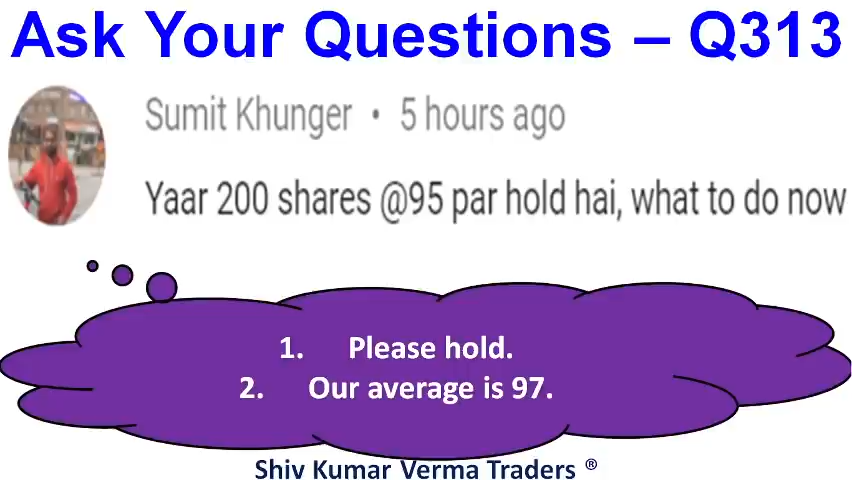 Ask Your Questions – Q313
Sumit Khunger • 5 hours ago
Yaar 200 shares @95 par hold hai, what to do now
1. Please hold.
2. Our average is 97.
Shiv Kumar Verma Traders ®